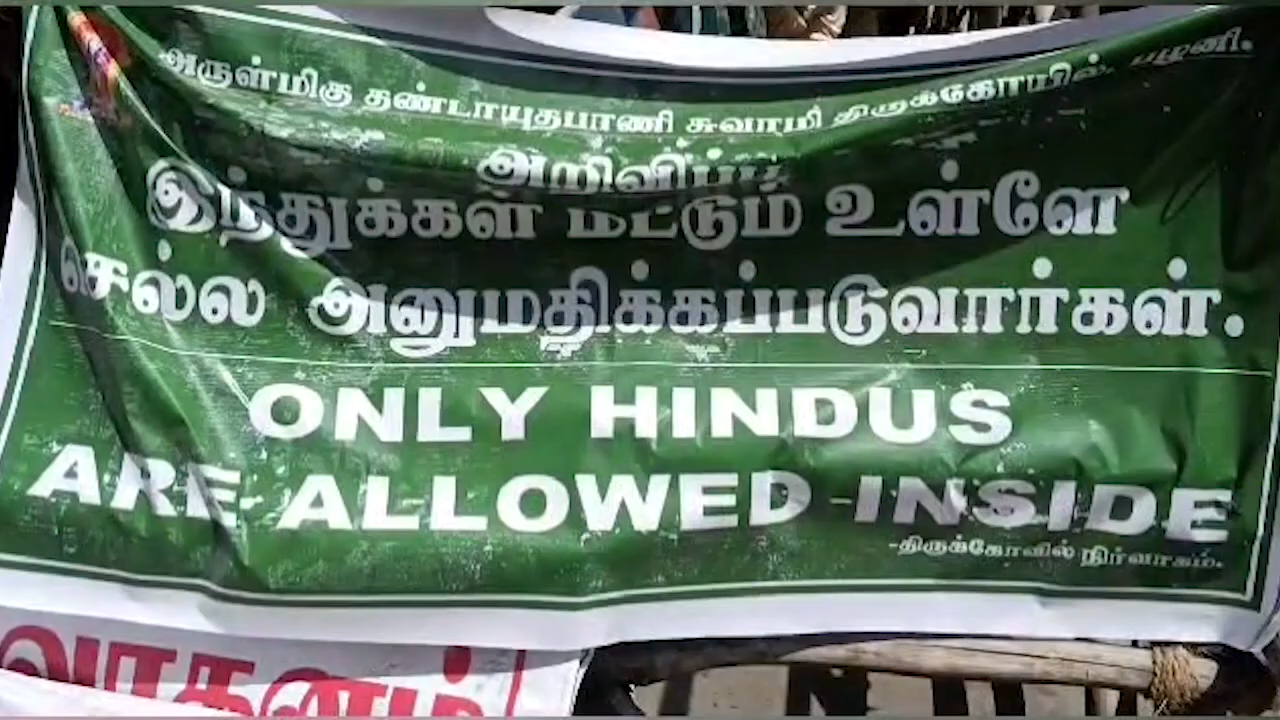 அருள்மிகு தண்டாயுதபாணி சுவாமி திருக்கோயில், பழனி.
அறிவிப்பு
இந்துக்கள் மட்டும் உள்ளே
செல்ல அனுமதிக்கப்படுவார்கள்.
ONLY HINDUS
ARE ALLOWED INSIDE
-திருக்கோவில் நிர்வாகம்.
வாகனம்